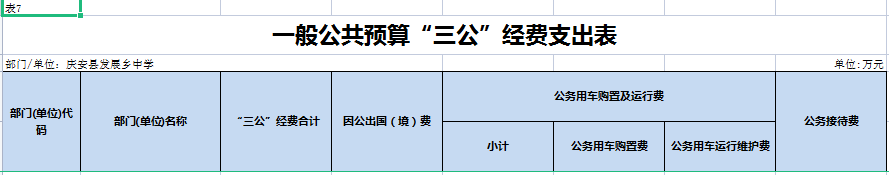 表7
一般公共预算“三公”经费支出表
部门/单位：庆安县发展乡中学 单位:万元
部门(单位)代码 部门(单位)名称 “三公”经费合计 因公出国（境）费 公务用车购置及运行费 公务接待费
小计 公务用车购置费 公务用车运行维护费